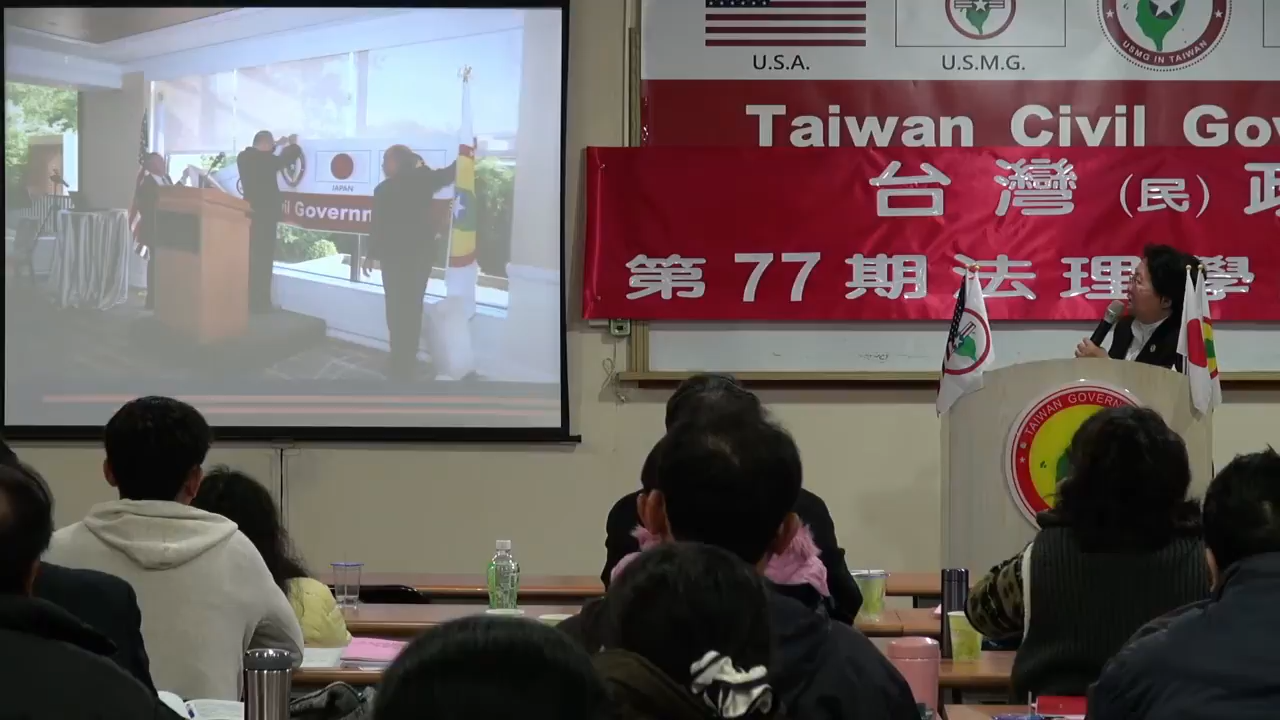 U.S.A.
U.S.M.G.
USMG IN TAIWAN
Taiwan Civil Gov
台灣（民）政
第77期法理學
JAPAN
il Governm
TAIWAN GOVERN